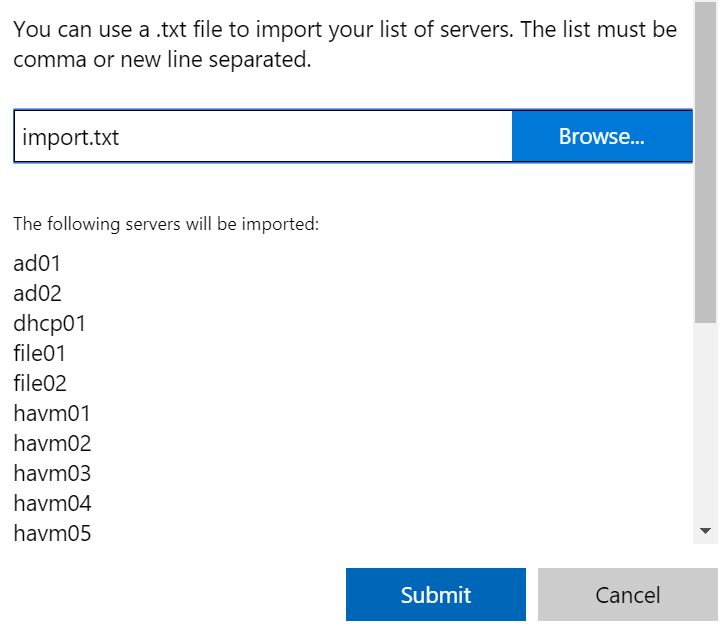 You can use a .txt file to import your list of servers. The list must be
comma or new line separated.
import.txt
Browse...
The following servers will be imported:
ad01
ad02
dhcp01
file01
file02
havm01
havm02
havm03
havm04
havm05
Submit
Cancel